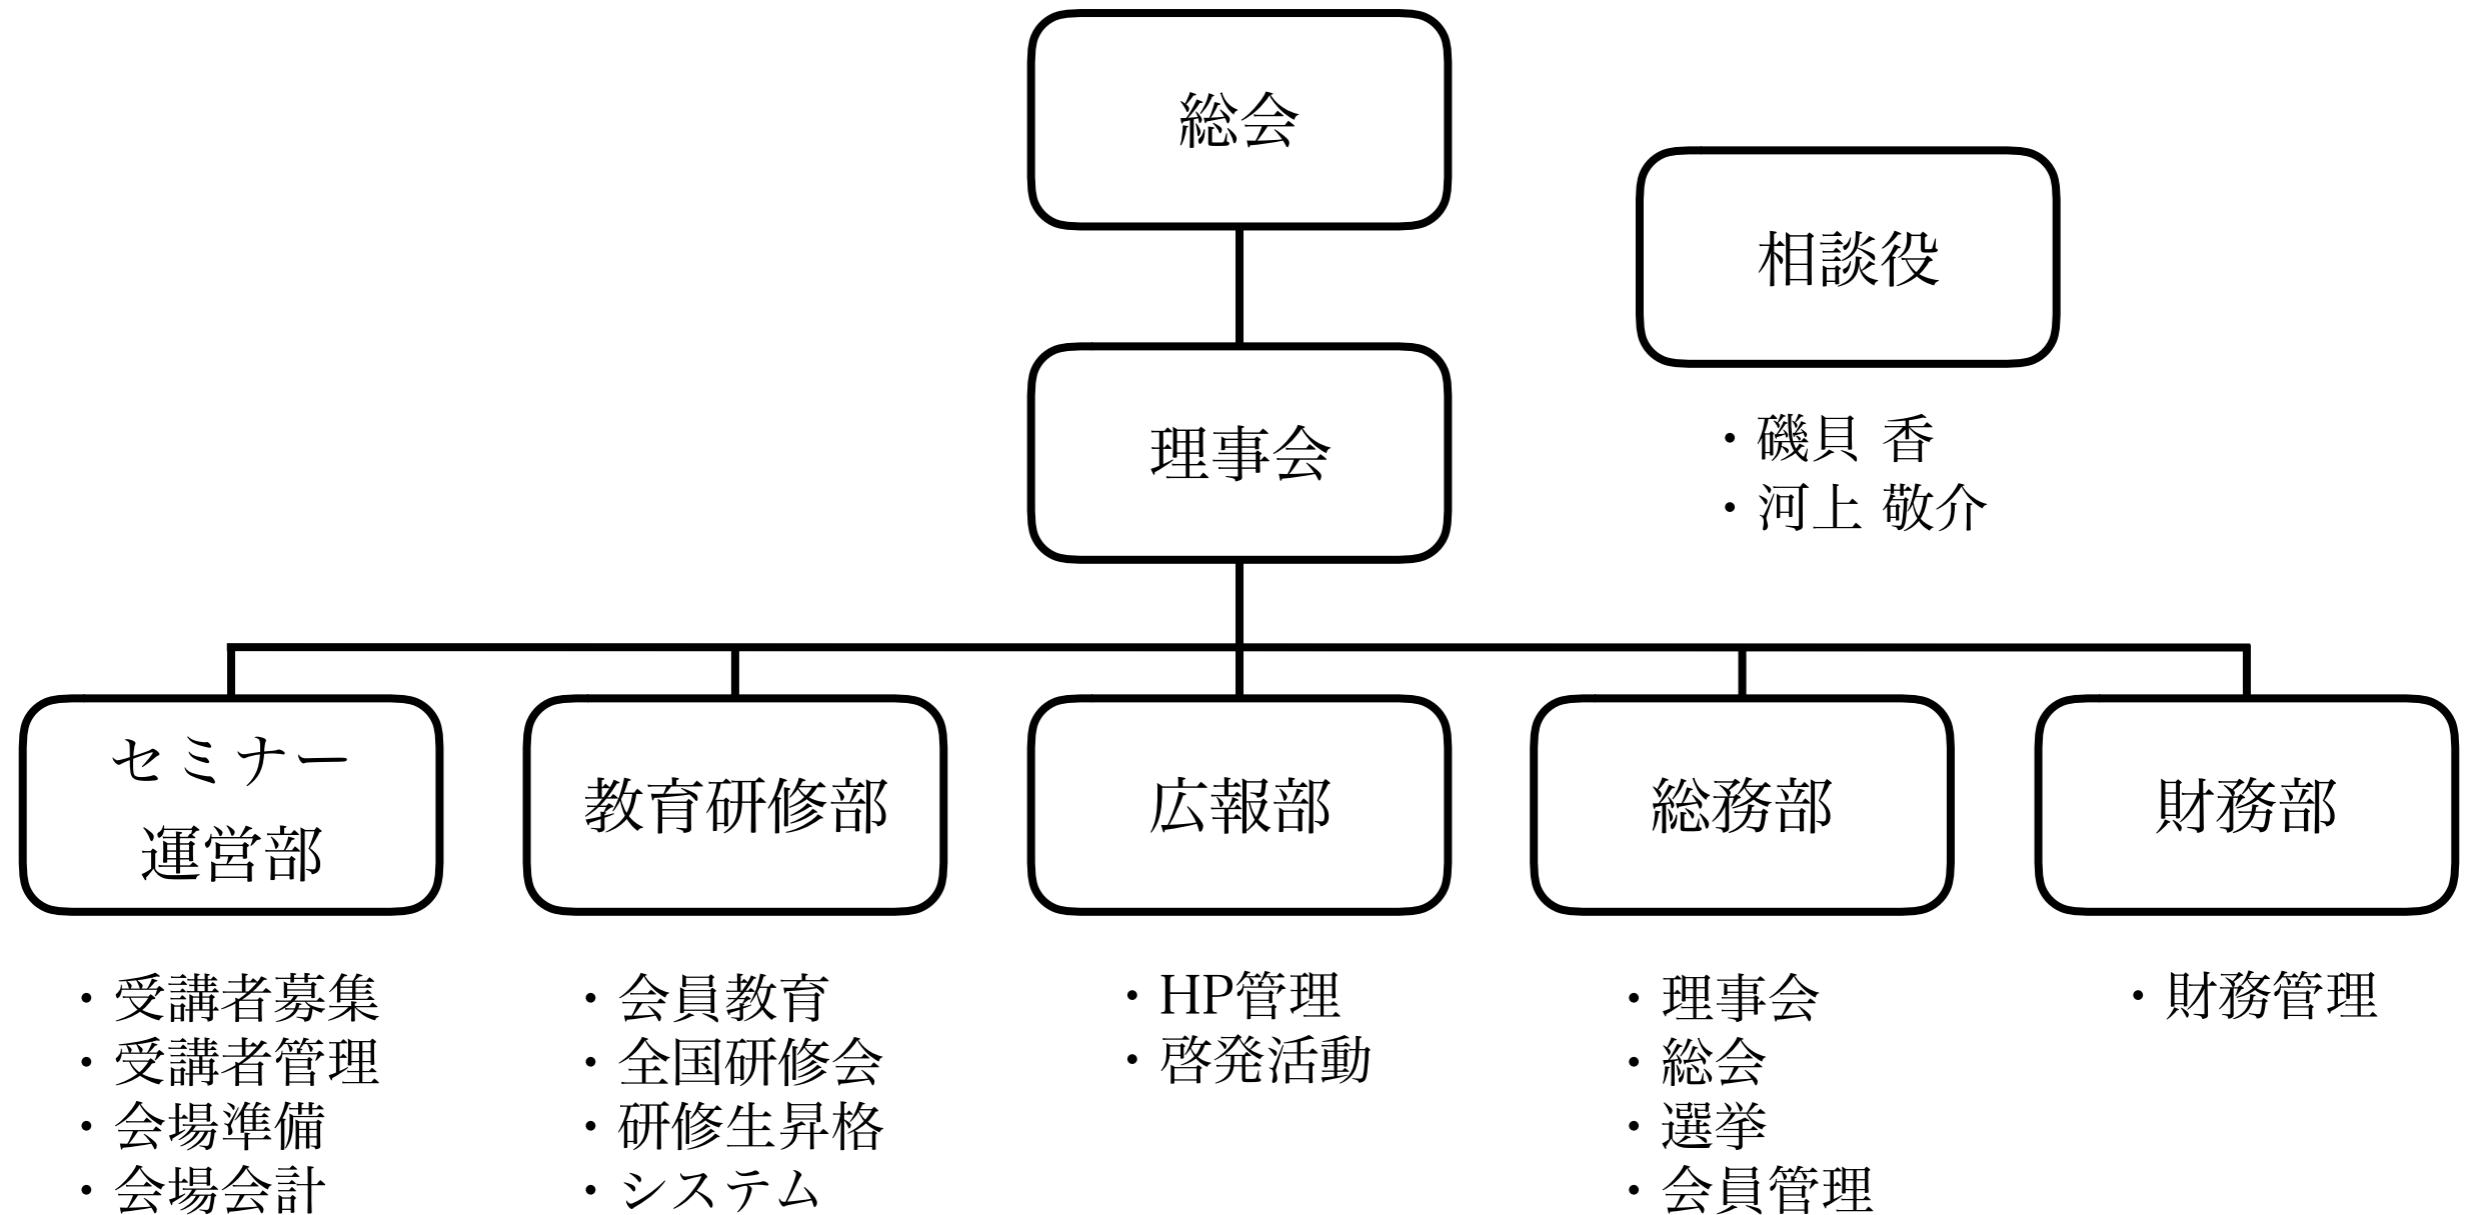 総会
相談役
・磯貝 香
・河上 敬介
理事会
セミナー
運営部
・受講者募集
・受講者管理
・会場準備
・会場会計
教育研修部
・会員教育
・全国研修会
・研修生昇格
・システム
広報部
・HP管理
・啓発活動
総務部
・理事会
・総会
・選挙
・会員管理
財務部
・財務管理